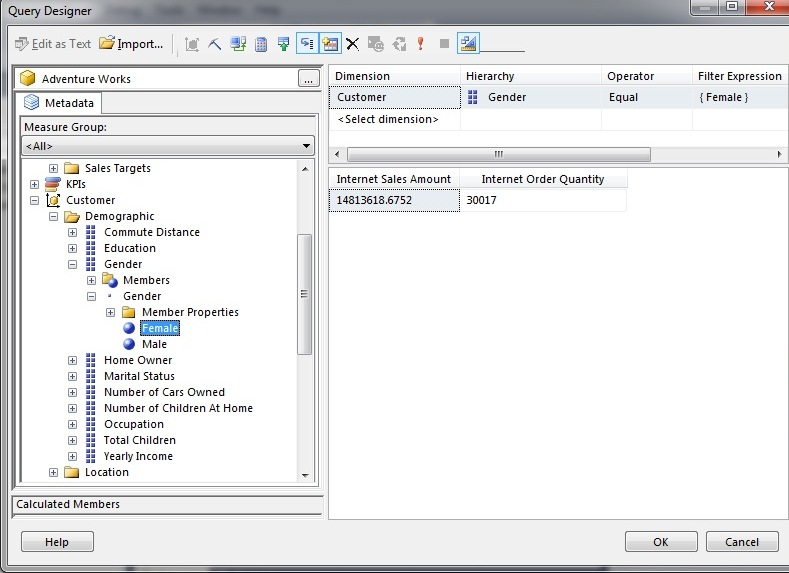 Query Designer
Edit as Text Import...
Adventure Works
...
Metadata
Measure Group:
<All>
Sales Targets
KPIs
Customer
Demographic
Commute Distance
Education
Gender
Members
Gender
Member Properties
Female
Male
Home Owner
Marital Status
Number of Cars Owned
Number of Children At Home
Occupation
Total Children
Yearly Income
Location
Calculated Members
Dimension Hierarchy Operator Filter Expression
Customer Gender Equal { Female }
<Select dimension>
Internet Sales Amount Internet Order Quantity
14813618.6752 30017
Help OK Cancel